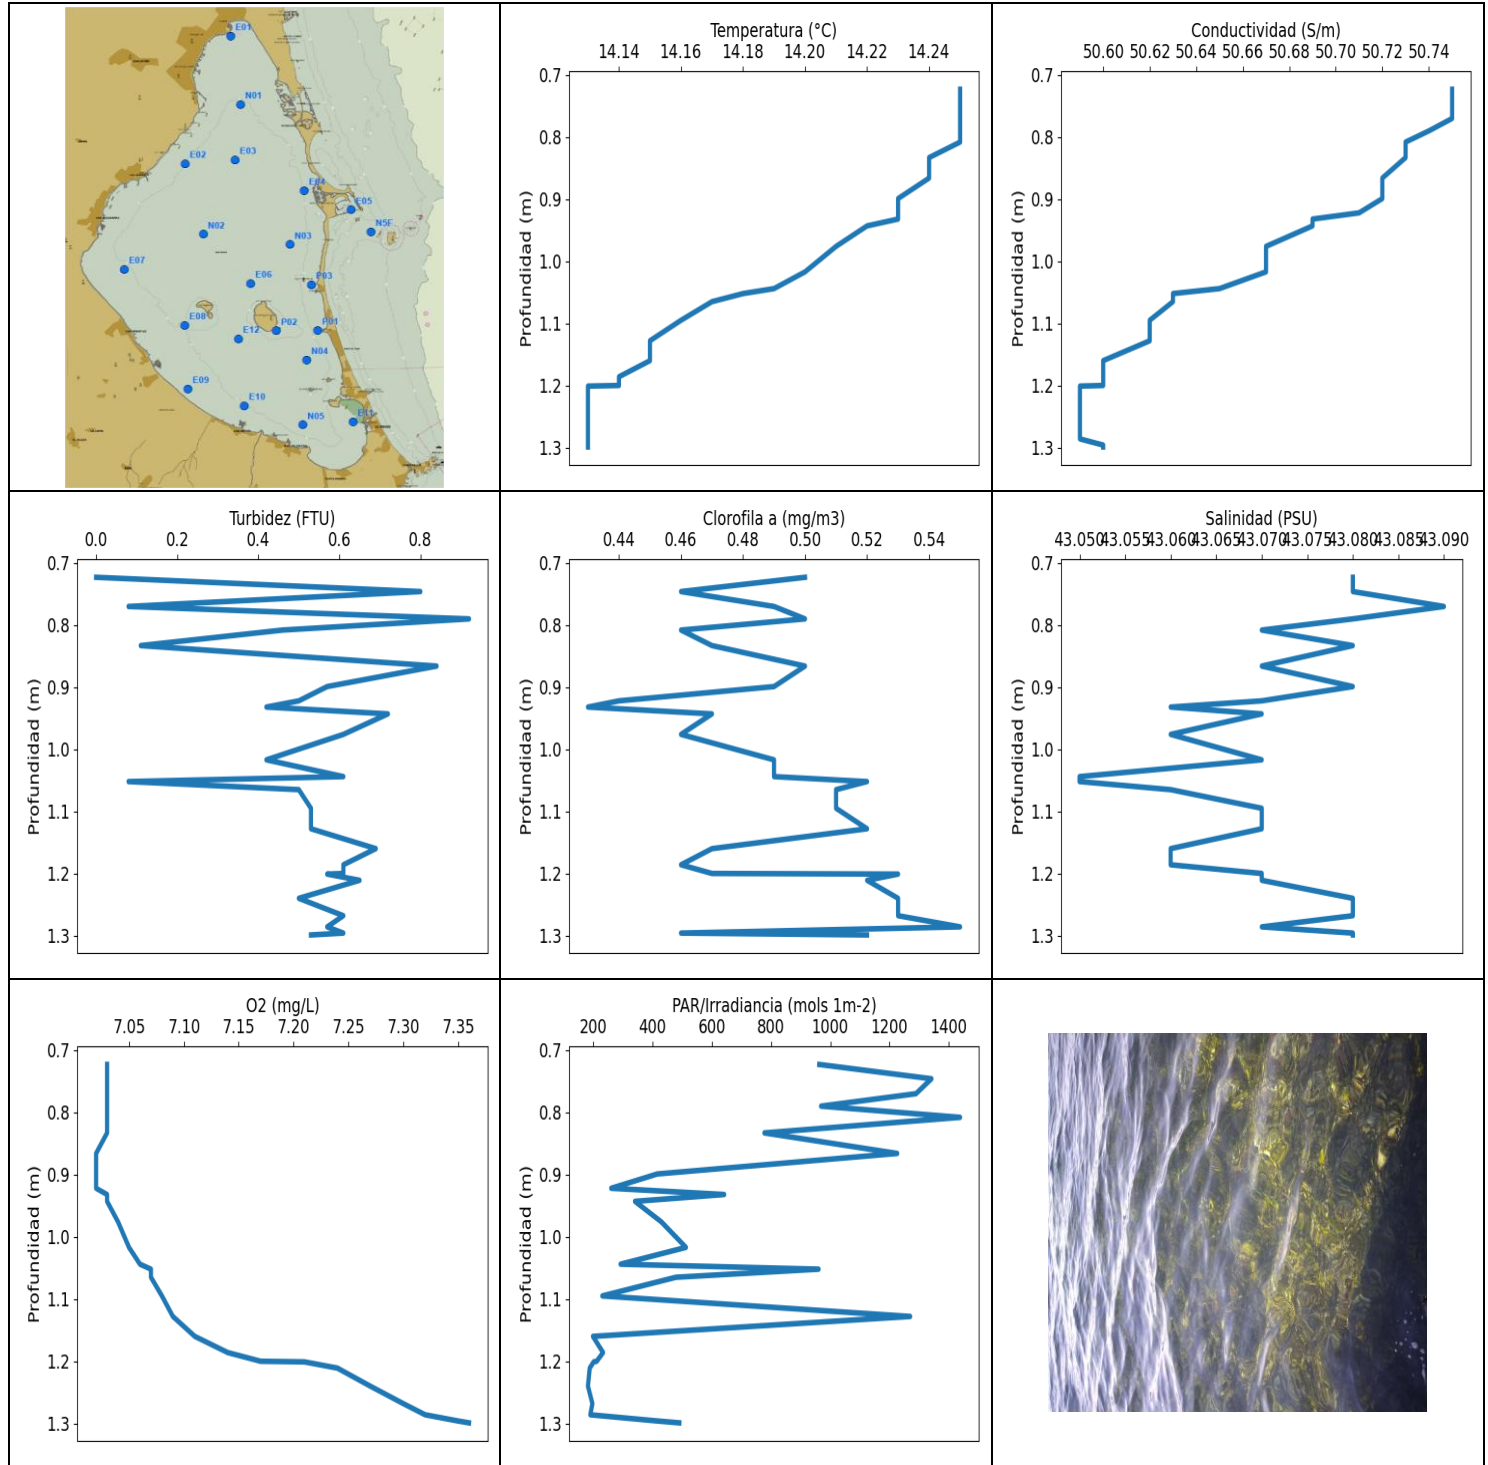 E01
N01
E02
E03
E04
E05
N5F
N02
N03
E07
E06
P03
E08
P02
P01
E12
N04
E09
E10
N05
E11
Temperatura (°C)
14.14 14.16 14.18 14.20 14.22 14.24
0.7
0.8
0.9
1.0
1.1
1.2
1.3
Profundidad (m)
Conductividad (S/m)
50.60 50.62 50.64 50.66 50.68 50.70 50.72 50.74
0.7
0.8
0.9
1.0
1.1
1.2
1.3
Profundidad (m)
Turbidez (FTU)
0.0 0.2 0.4 0.6 0.8
0.7
0.8
0.9
1.0
1.1
1.2
1.3
Profundidad (m)
Clorofila a (mg/m3)
0.44 0.46 0.48 0.50 0.52 0.54
0.7
0.8
0.9
1.0
1.1
1.2
1.3
Profundidad (m)
Salinidad (PSU)
43.050 43.055 43.060 43.065 43.070 43.075 43.080 43.085 43.090
0.7
0.8
0.9
1.0
1.1
1.2
1.3
Profundidad (m)
O2 (mg/L)
7.05 7.10 7.15 7.20 7.25 7.30 7.35
0.7
0.8
0.9
1.0
1.1
1.2
1.3
Profundidad (m)
PAR/Irradiancia (mols 1m-2)
200 400 600 800 1000 1200 1400
0.7
0.8
0.9
1.0
1.1
1.2
1.3
Profundidad (m)